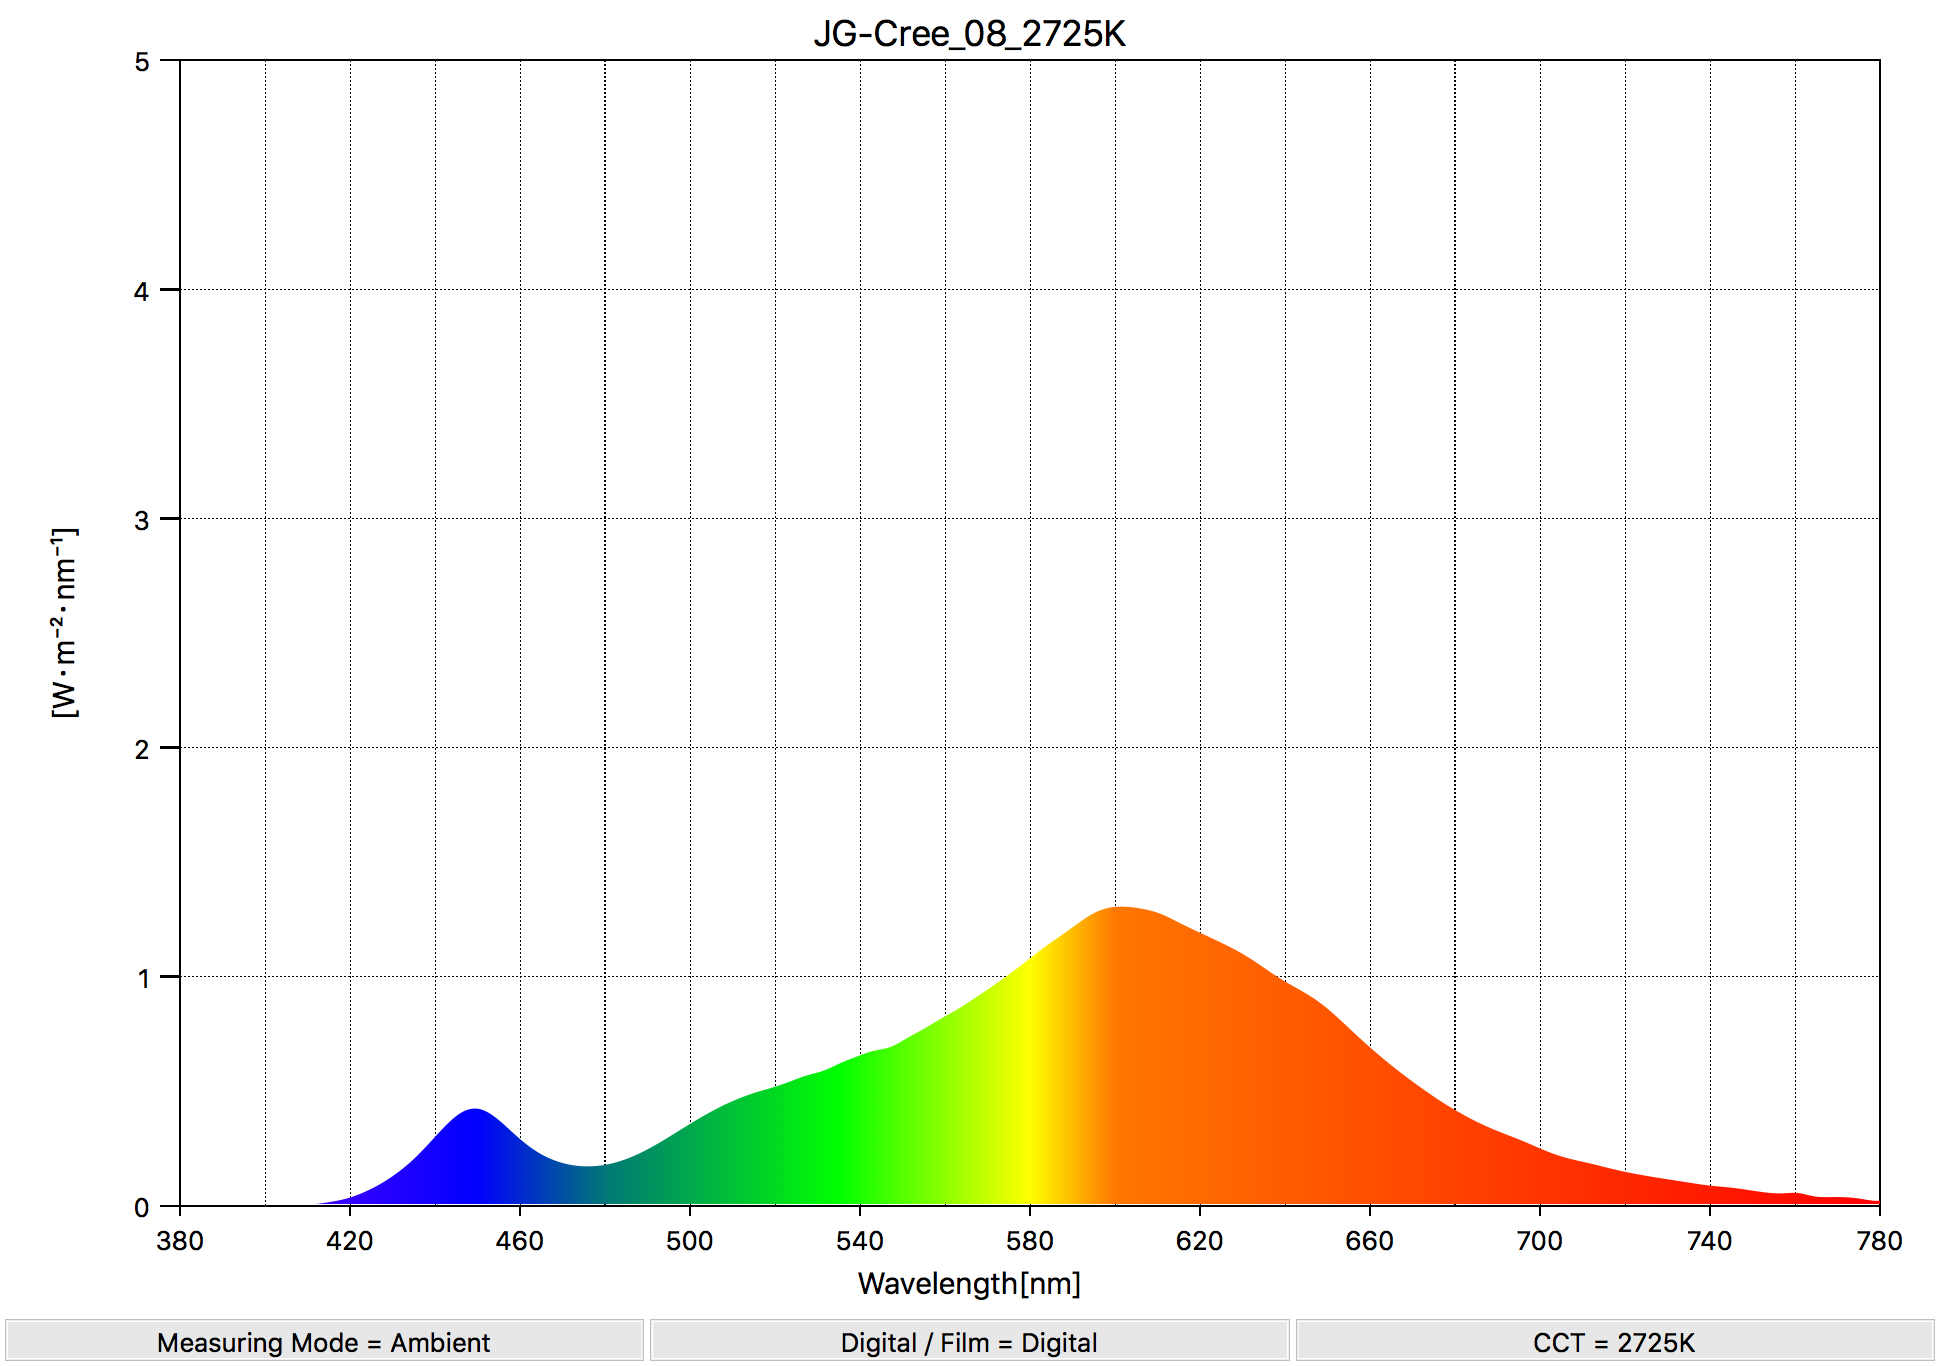 JG-Cree_08_2725K
5
4
3
2
1
0
[W·m⁻²·nm⁻¹]
380 420 460 500 540 580 620 660 700 740 780
Wavelength[nm]
Measuring Mode = Ambient
Digital / Film = Digital
CCT = 2725K